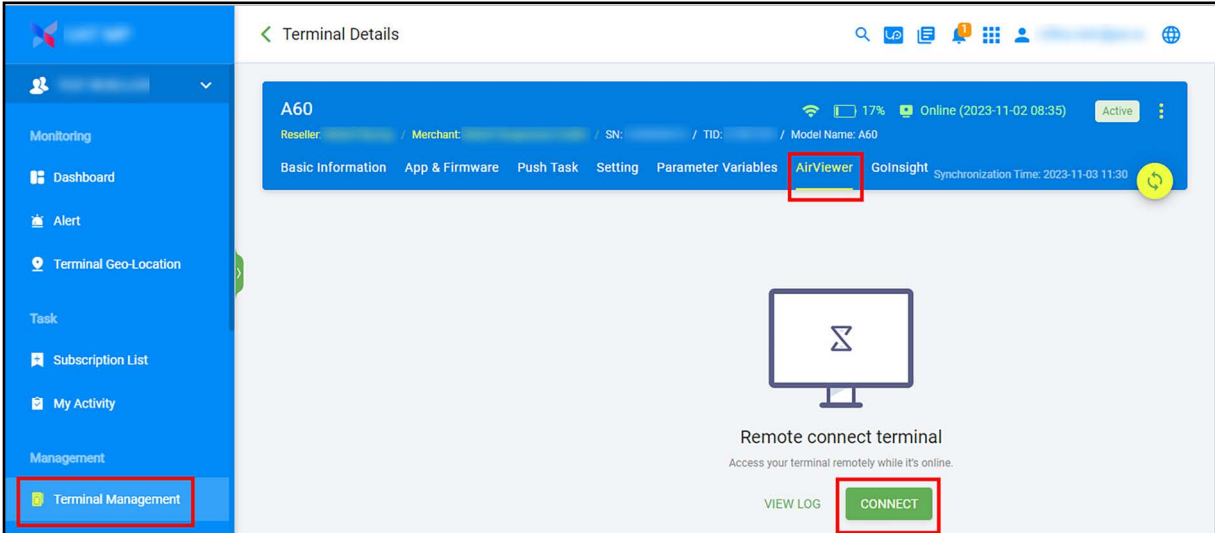 Terminal Details
1
Monitoring
Dashboard
Alert
Terminal Geo-Location
Task
Subscription List
My Activity
Management
Terminal Management
A60
17% Online (2023-11-02 08:35) Active
Reseller: / Merchant: / SN: / TID: / Model Name: A60
Basic Information App & Firmware Push Task Setting Parameter Variables AirViewer GoInsight Synchronization Time: 2023-11-03 11:30
Remote connect terminal
Access your terminal remotely while it's online.
VIEW LOG CONNECT